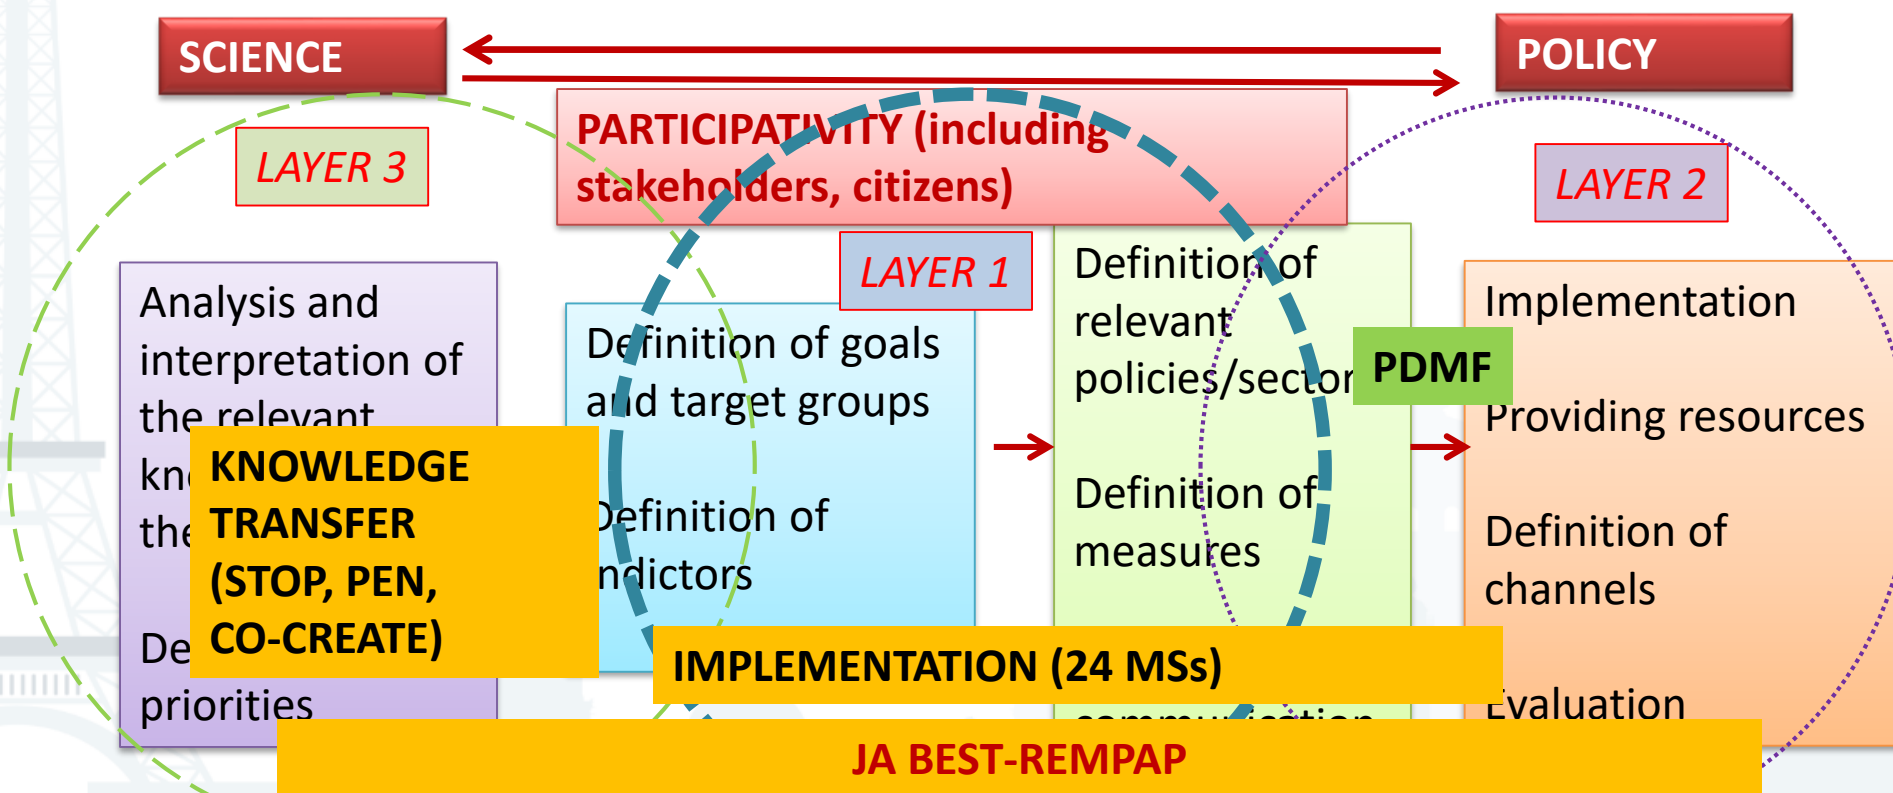 SCIENCE
POLICY
PARTICIPATIVITY (including
stakeholders, citizens)
LAYER 3
LAYER 2
LAYER 1
Analysis and
interpretation of
the relevant
the
priorities
KNOWLEDGE
TRANSFER
(STOP, PEN,
CO-CREATE)
Definition of goals
and target groups
Definition of
indictors
Definition of
relevant
policies/sector
Definition of
measures
communication
PDMF
Implementation
Providing resources
Definition of
channels
Evaluation
IMPLEMENTATION (24 MSs)
JA BEST-REMPAP